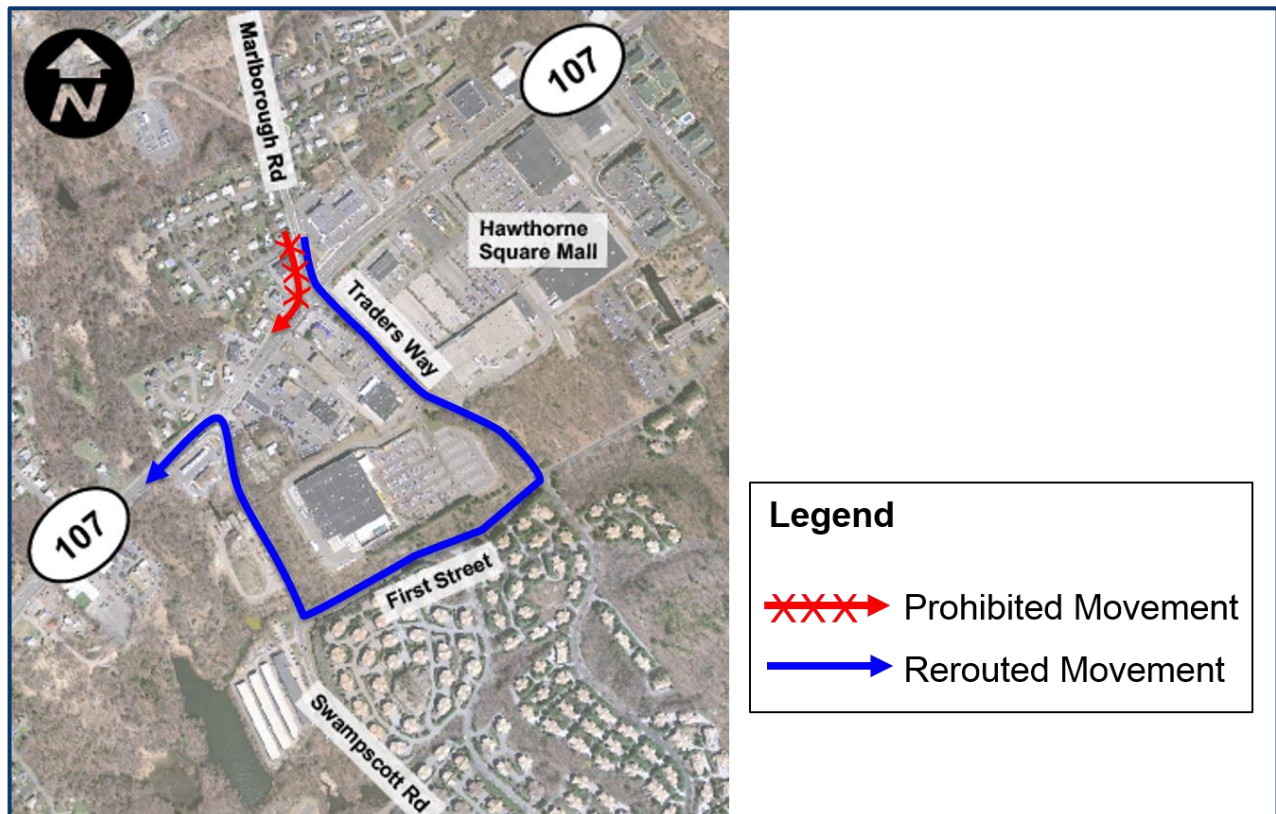 N
Marlborough Rd
107
Hawthorne
Square Mall
Traders Way
107
First Street
Swampscott Rd
Legend
Prohibited Movement
Rerouted Movement